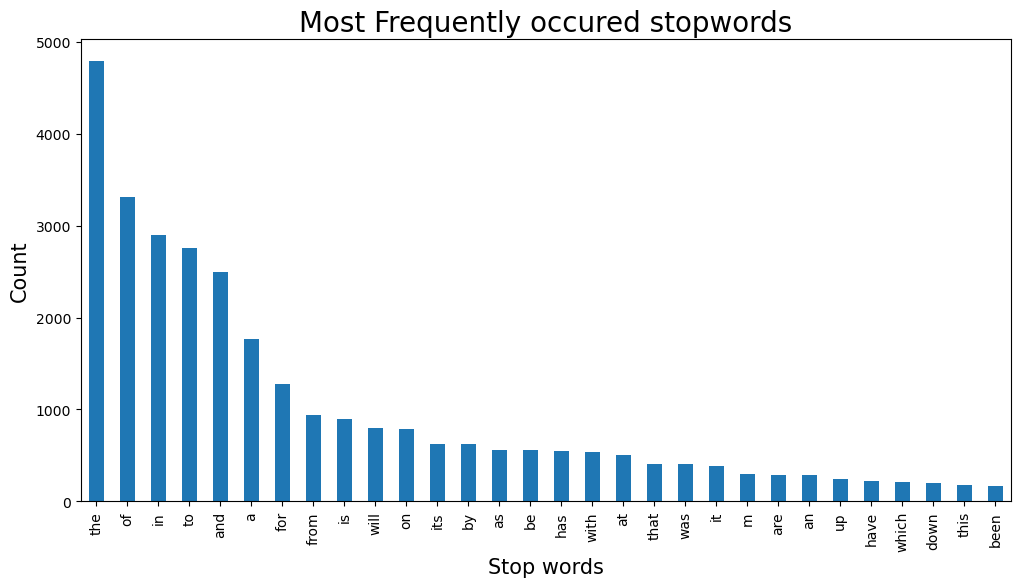 Most Frequently occured stopwords
5000
4000
3000
2000
1000
0
Count
the
of
in
to
and
a
for
from
is
will
on
its
by
as
be
has
with
at
that
was
it
m
are
an
up
have
which
down
this
been
Stop words